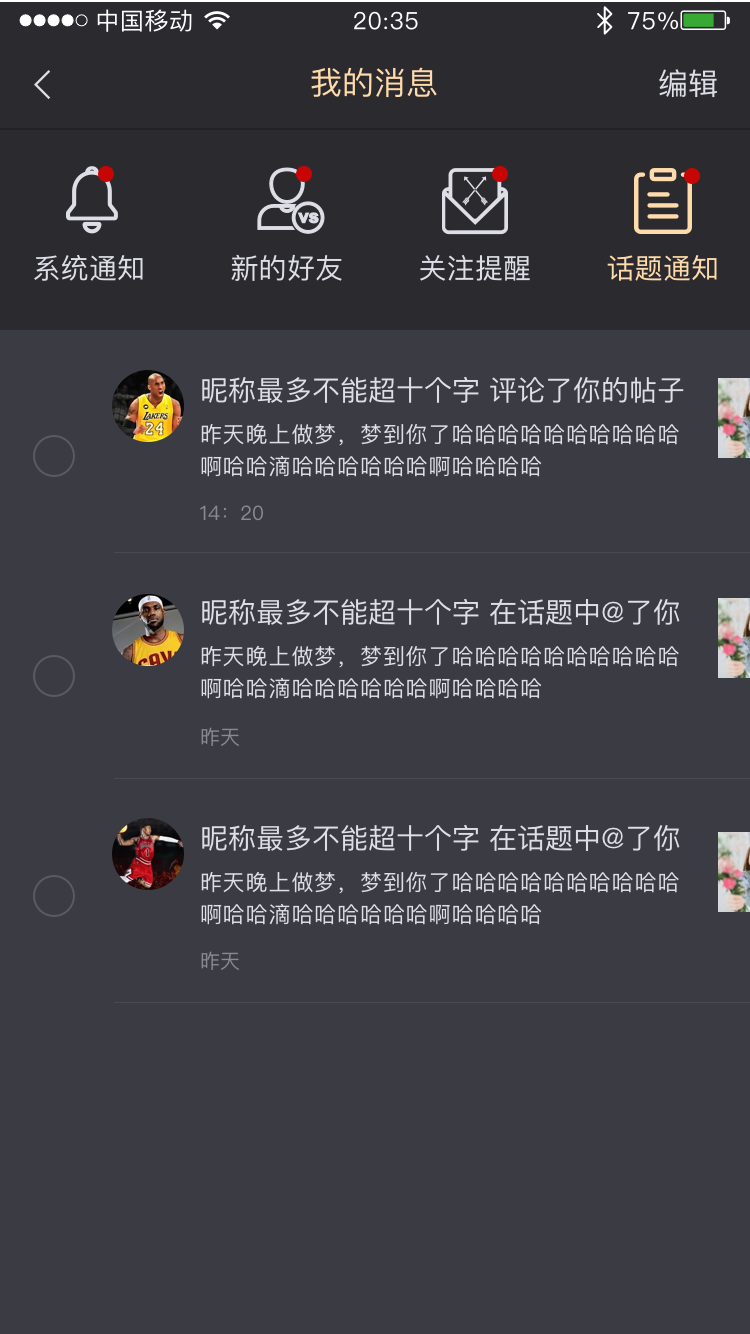 中国移动 20:35 75%
我的消息 编辑
VS
系统通知 新的好友 关注提醒 话题通知
昵称最多不能超十个字 评论了你的帖子
昨天晚上做梦，梦到你了哈哈哈哈哈哈哈哈哈哈
啊哈哈滴哈哈哈哈哈哈啊哈哈哈哈
LAKERS
24
14：20
昵称最多不能超十个字 在话题中@了你
昨天晚上做梦，梦到你了哈哈哈哈哈哈哈哈哈哈
啊哈哈滴哈哈哈哈哈哈啊哈哈哈哈
昨天
昵称最多不能超十个字 在话题中@了你
昨天晚上做梦，梦到你了哈哈哈哈哈哈哈哈哈哈
啊哈哈滴哈哈哈哈哈哈啊哈哈哈哈
昨天